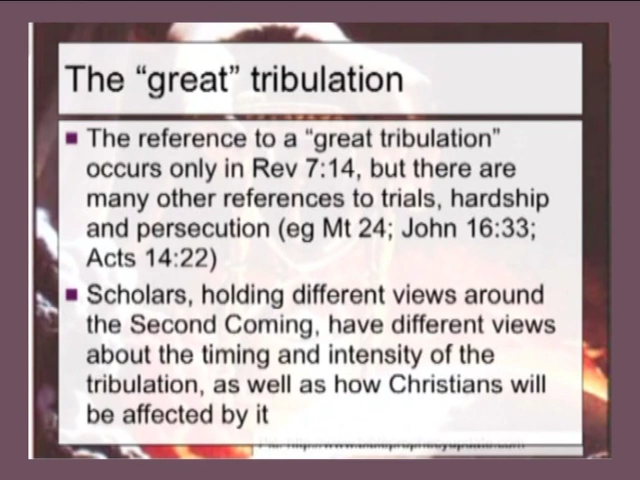 The “great” tribulation
The reference to a “great tribulation”
occurs only in Rev 7:14, but there are
many other references to trials, hardship
and persecution (eg Mt 24; John 16:33;
Acts 14:22)
Scholars, holding different views around
the Second Coming, have different views
about the timing and intensity of the
tribulation, as well as how Christians will
be affected by it